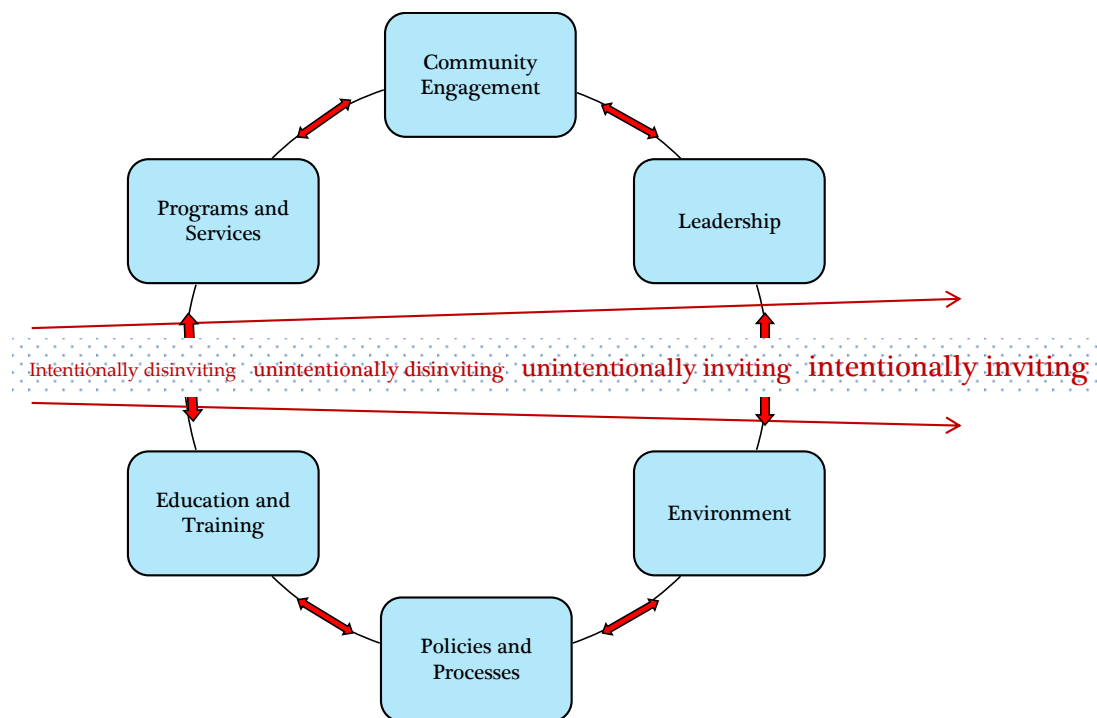 Community
Engagement
Programs and
Services
Leadership
Intentionally disinviting unintentionally disinviting unintentionally inviting intentionally inviting
Education and
Training
Environment
Policies and
Processes